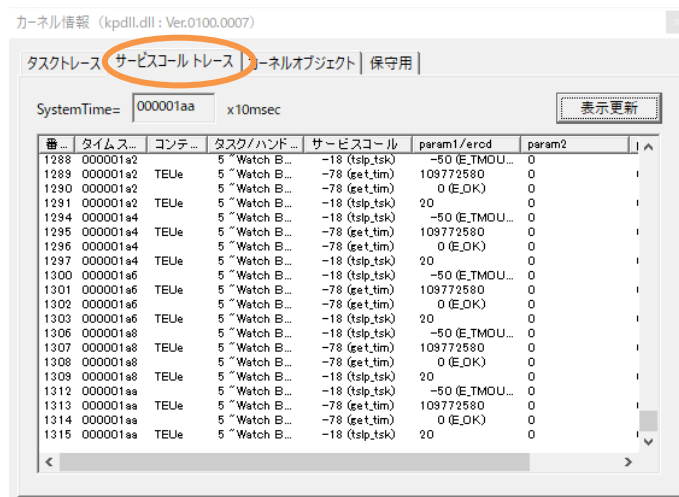 カーネル情報（kpdll.dll : Ver.0100.0007）
タスクトレース サービスコール トレース カーネルオブジェクト 保守用
SystemTime= 000001aa x10msec 表示更新
番... タイムス... コンテ... タスク/ハンド... サービスコール param1/ercd param2
1288 000001a2 5 ~Watch B... -18 (tslp_tsk) -50 (E_TMOU... 0
1289 000001a2 TEUe 5 ~Watch B... -78 (get_tim) 109772580 0
1290 000001a2 5 ~Watch B... -78 (get_tim) 0 (E_OK) 0
1291 000001a2 TEUe 5 ~Watch B... -18 (tslp_tsk) 20 0
1294 000001a4 5 ~Watch B... -18 (tslp_tsk) -50 (E_TMOU... 0
1295 000001a4 TEUe 5 ~Watch B... -78 (get_tim) 109772580 0
1296 000001a4 5 ~Watch B... -78 (get_tim) 0 (E_OK) 0
1297 000001a4 TEUe 5 ~Watch B... -18 (tslp_tsk) 20 0
1300 000001a6 5 ~Watch B... -18 (tslp_tsk) -50 (E_TMOU... 0
1301 000001a6 TEUe 5 ~Watch B... -78 (get_tim) 109772580 0
1302 000001a6 5 ~Watch B... -78 (get_tim) 0 (E_OK) 0
1303 000001a6 TEUe 5 ~Watch B... -18 (tslp_tsk) 20 0
1306 000001a8 5 ~Watch B... -18 (tslp_tsk) -50 (E_TMOU... 0
1307 000001a8 TEUe 5 ~Watch B... -78 (get_tim) 109772580 0
1308 000001a8 5 ~Watch B... -78 (get_tim) 0 (E_OK) 0
1309 000001a8 TEUe 5 ~Watch B... -18 (tslp_tsk) 20 0
1312 000001aa 5 ~Watch B... -18 (tslp_tsk) -50 (E_TMOU... 0
1313 000001aa TEUe 5 ~Watch B... -78 (get_tim) 109772580 0
1314 000001aa 5 ~Watch B... -78 (get_tim) 0 (E_OK) 0
1315 000001aa TEUe 5 ~Watch B... -18 (tslp_tsk) 20 0